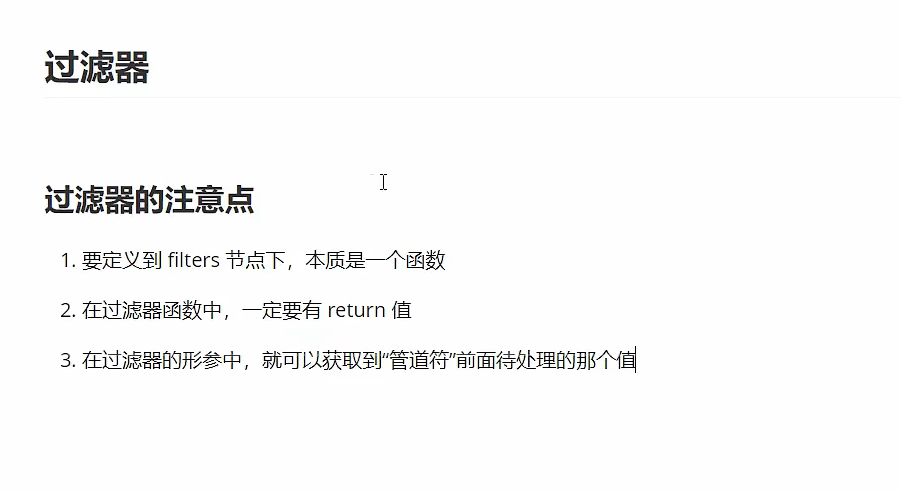 过滤器
过滤器的注意点
1. 要定义到 filters 节点下，本质是一个函数
2. 在过滤器函数中，一定要有 return 值
3. 在过滤器的形参中，就可以获取到“管道符”前面待处理的那个值